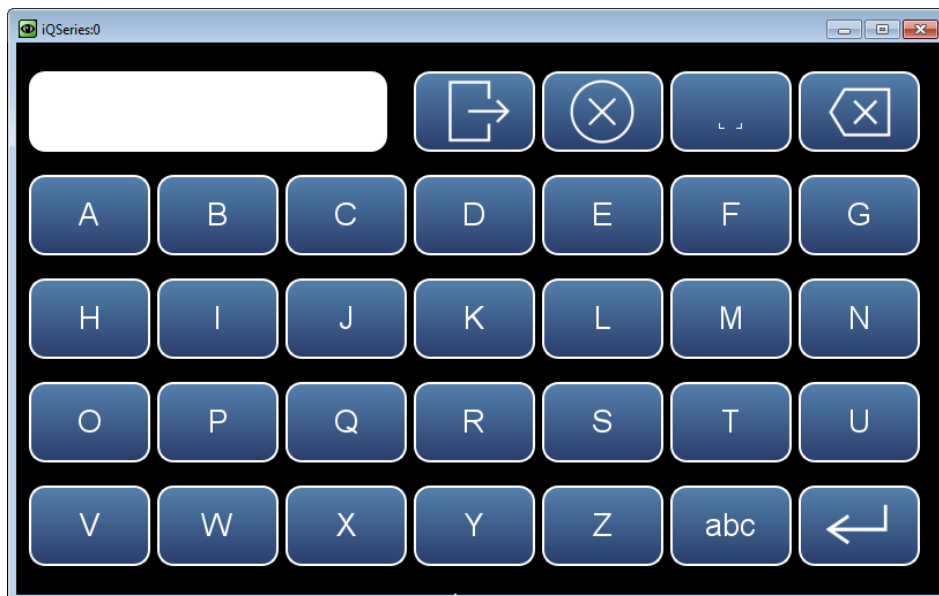 iQSeries:0
A B C D E F G
H I J K L M N
O P Q R S T U
V W X Y Z abc